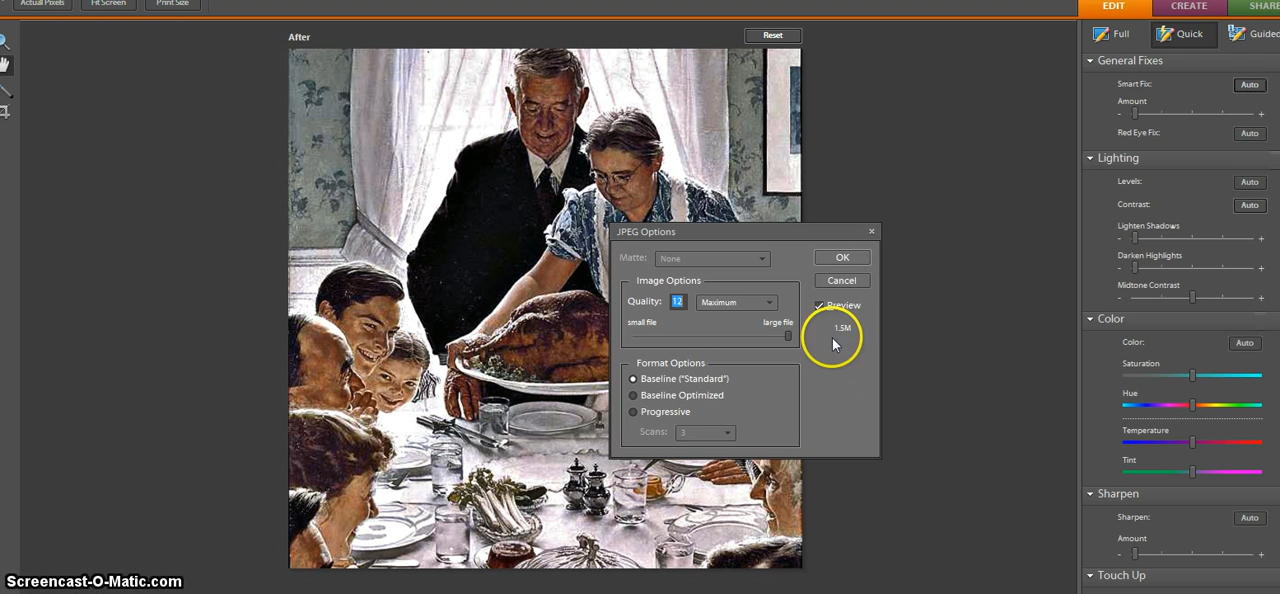 Actual Pixels Fit Screen Print Size
EDIT CREATE SHARE
After Reset
Full Quick Guided
General Fixes
Smart Fix: Auto
Amount
- +
Red Eye Fix: Auto
Lighting
Levels: Auto
Contrast: Auto
Lighten Shadows
- +
Darken Highlights
- +
Midtone Contrast
- +
Color
Color: Auto
Saturation
Hue
Temperature
Tint
Sharpen
Sharpen: Auto
Amount
- +
Touch Up
JPEG Options
Matte: None OK
Image Options Cancel
Quality: 12 Maximum Preview
small file large file 1.5M
Format Options
Baseline ("Standard")
Baseline Optimized
Progressive
Scans: 3
Screencast-O-Matic.com